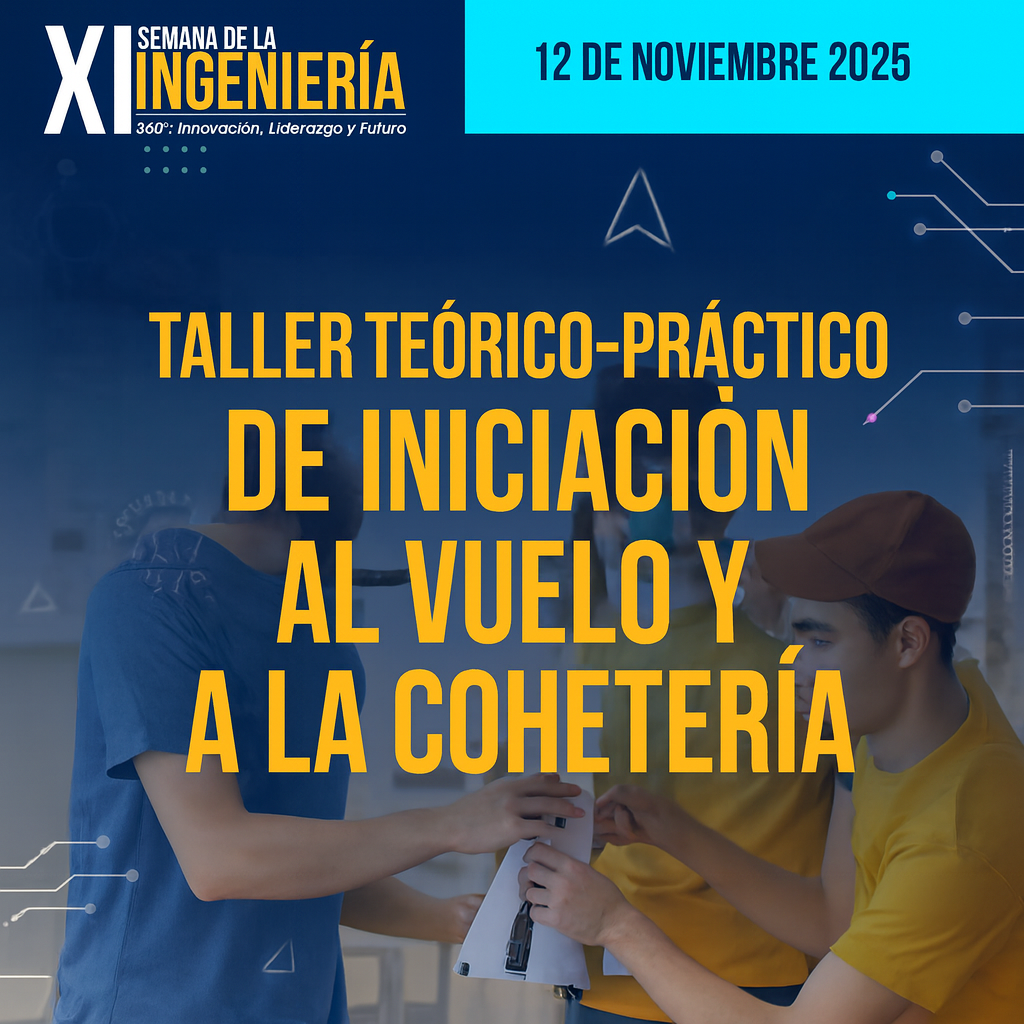 XI SEMANA DE LA
INGENIERÍA
360°: Innovación, Liderazgo y Futuro
12 DE NOVIEMBRE 2025
TALLER TEÓRICO-PRÁCTICO
DE INICIACIÓN
AL VUELO Y
A LA COHETERÍA